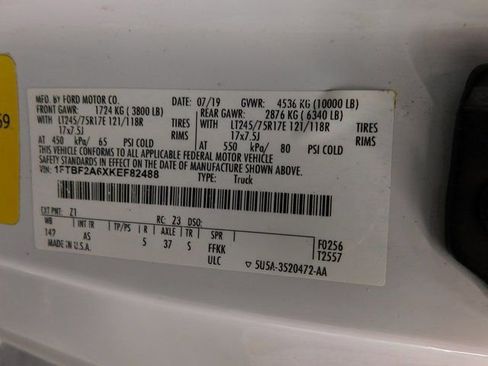 69
MFD. BY FORD MOTOR CO.
DATE: 07/19 GVWR: 4536 KG (10000 LB)
FRONT GAWR: 1724 KG (3800 LB) REAR GAWR: 2876 KG (6340 LB)
WITH LT245/75R17E 121/118R TIRES WITH LT245/75R17E 121/118R TIRES
17x7.5J RIMS 17x7.5J RIMS
AT 450 kPa/ 65 PSI COLD AT 550 kPa/ 80 PSI COLD
THIS VEHICLE CONFORMS TO ALL APPLICABLE FEDERAL MOTOR VEHICLE
SAFETY STANDARDS IN EFFECT ON THE DATE OF MANUFACTURE SHOWN ABOVE.
VIN: 1FTBF2A6XKEF82488 TYPE: Truck
EXT PNT: Z1 RC: Z3 DSO:
WB INT TR TP/PS R AXLE TR SPR F0256
147 AS 5 37 S FFKK T2557
MADE IN U.S.A. ULC 5U5A-3520472-AA